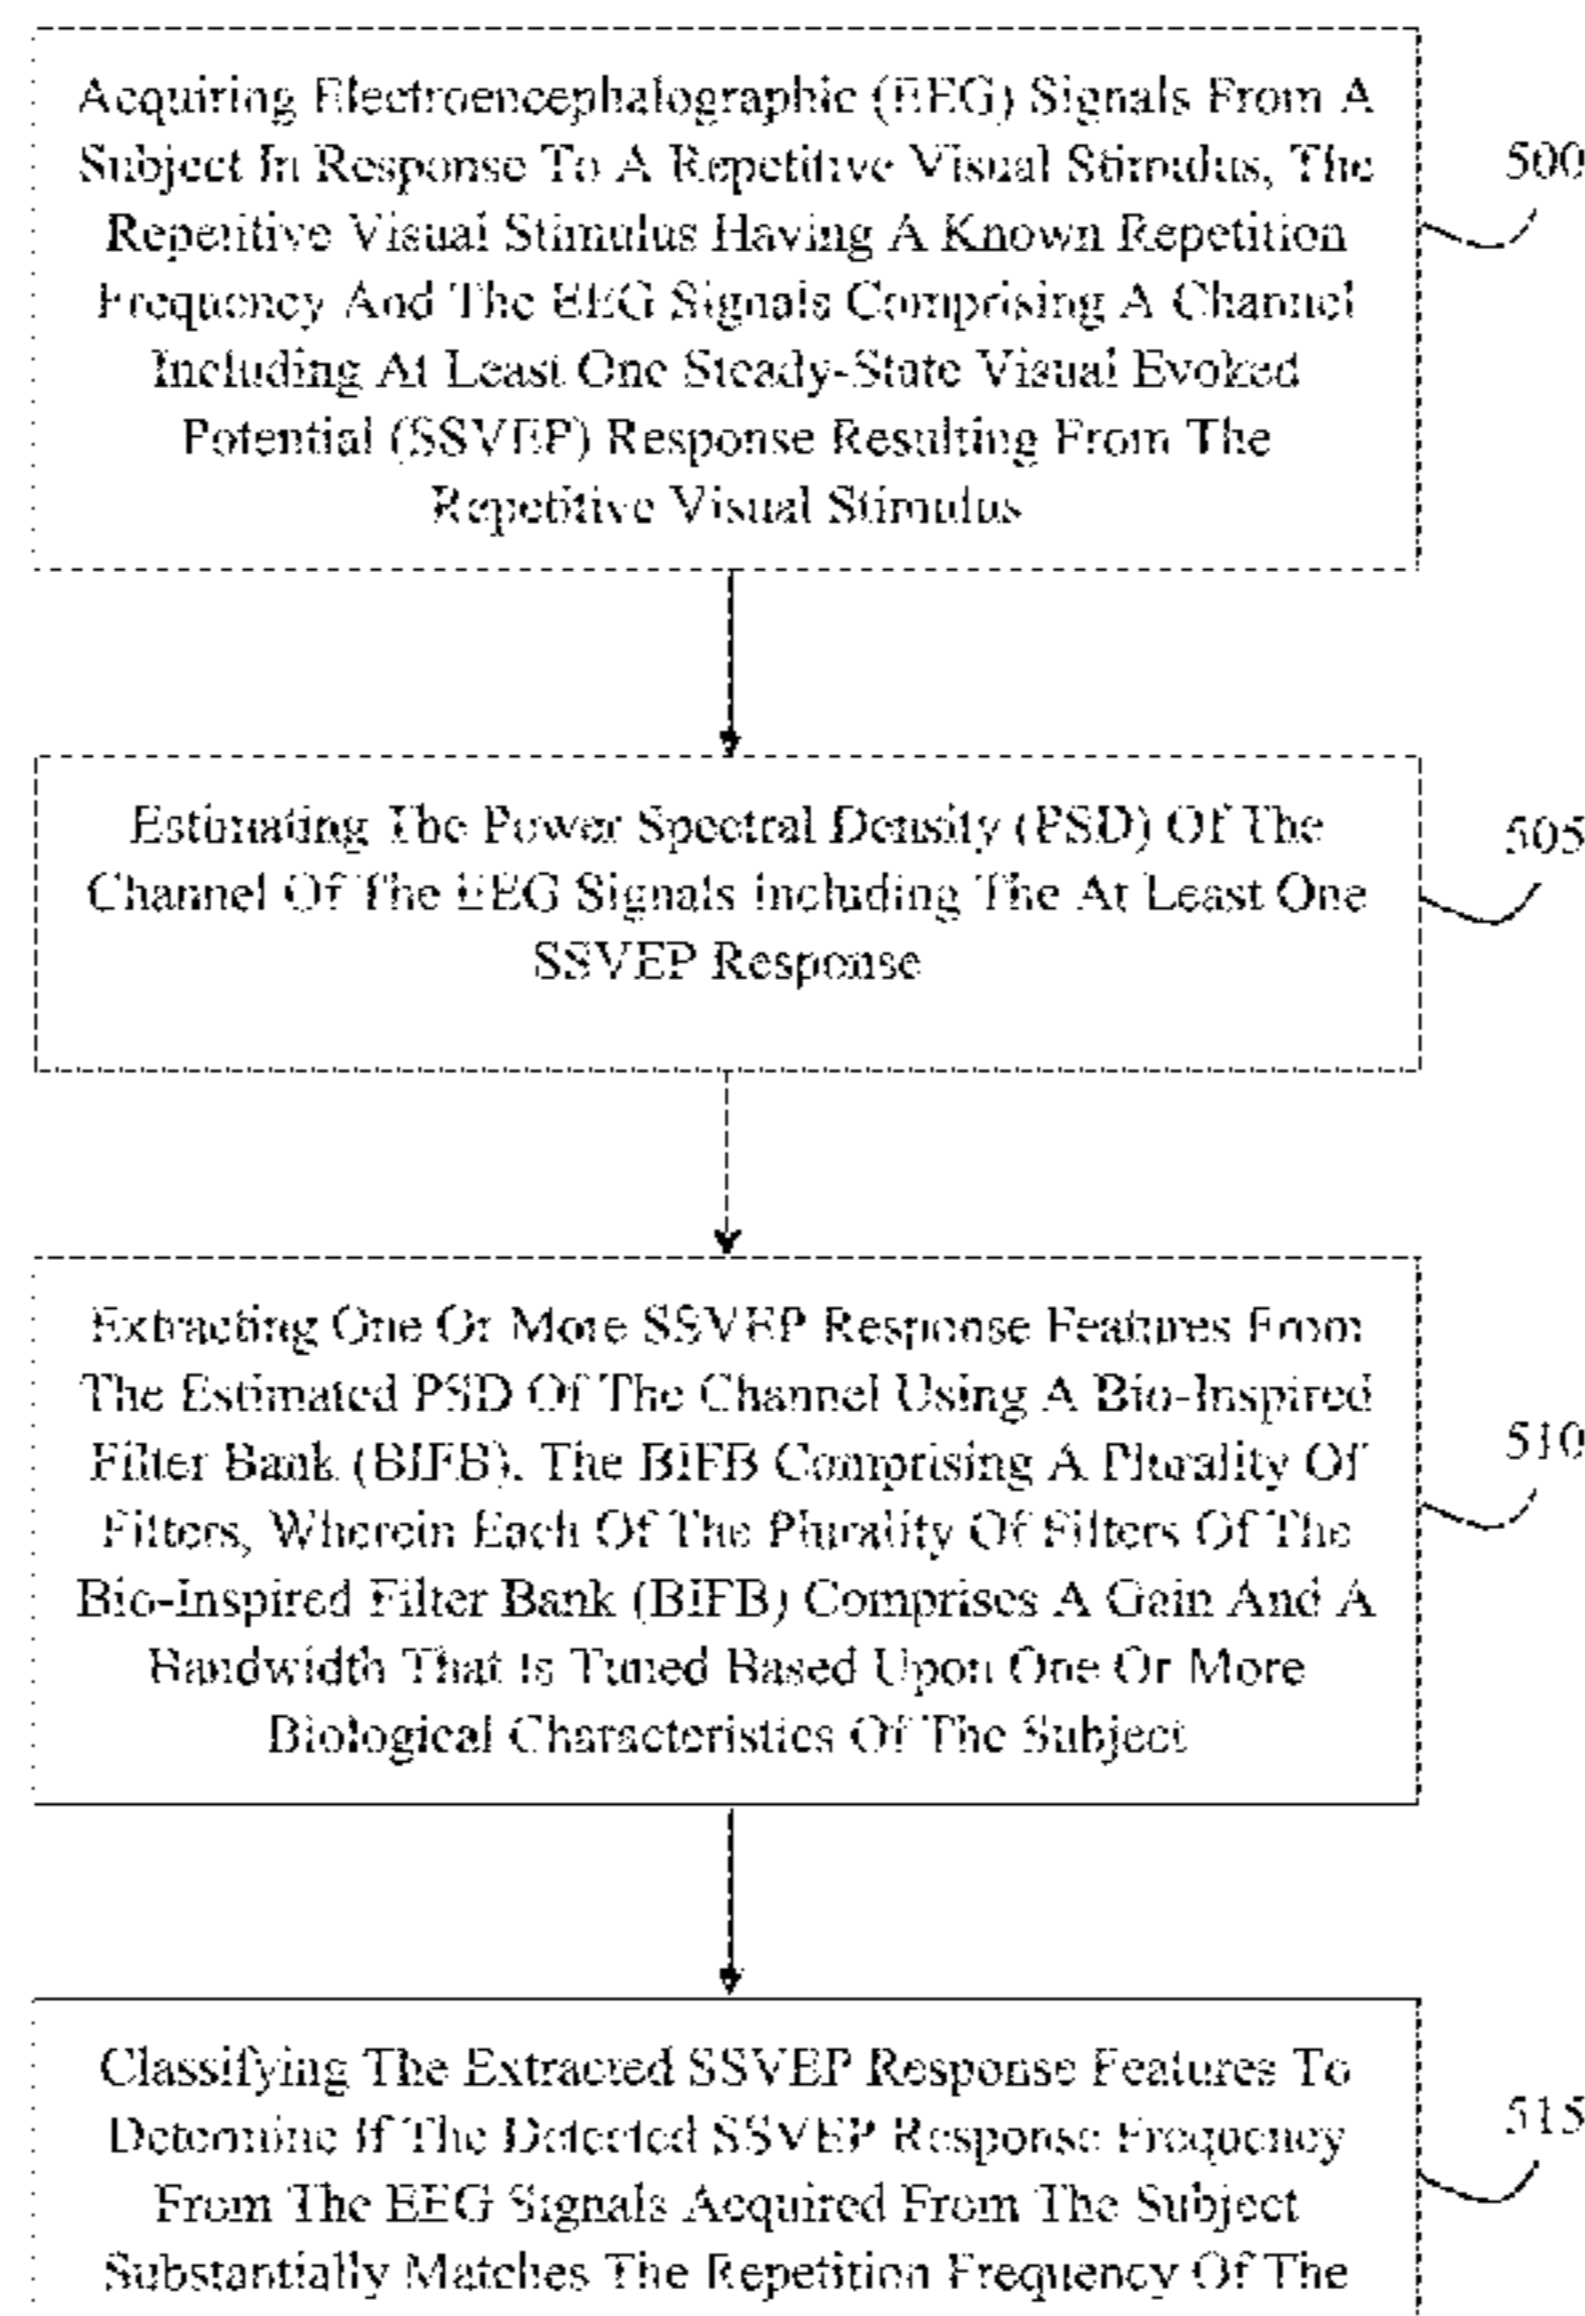 Acquiring Electroencephalographic (EEG) Signals From A
Subject In Response To A Repetitive Visual Stimulus, The
Repetitive Visual Stimulus Having A Known Repetition
Frequency And The EEG Signals Comprising A Channel
Including At Least One Steady-State Visual Evoked
Potential (SSVEP) Response Resulting From The
Repetitive Visual Stimulus
500
Estimating The Power Spectral Density (PSD) Of The
Channel Of The EEG Signals including The At Least One
SSVEP Response
505
Extracting One Or More SSVEP Response Features From
The Estimated PSD Of The Channel Using A Bio-Inspired
Filter Bank (BIFB), The BIFB Comprising A Plurality Of
Filters, Wherein Each Of The Plurality Of Filters Of The
Bio-Inspired Filter Bank (BIFB) Comprises A Gain And A
Bandwidth That Is Tuned Based Upon One Or More
Biological Characteristics Of The Subject
510
Classifying The Extracted SSVEP Response Features To
Determine If The Detected SSVEP Response Frequency
From The EEG Signals Acquired From The Subject
Substantially Matches The Repetition Frequency Of The
515